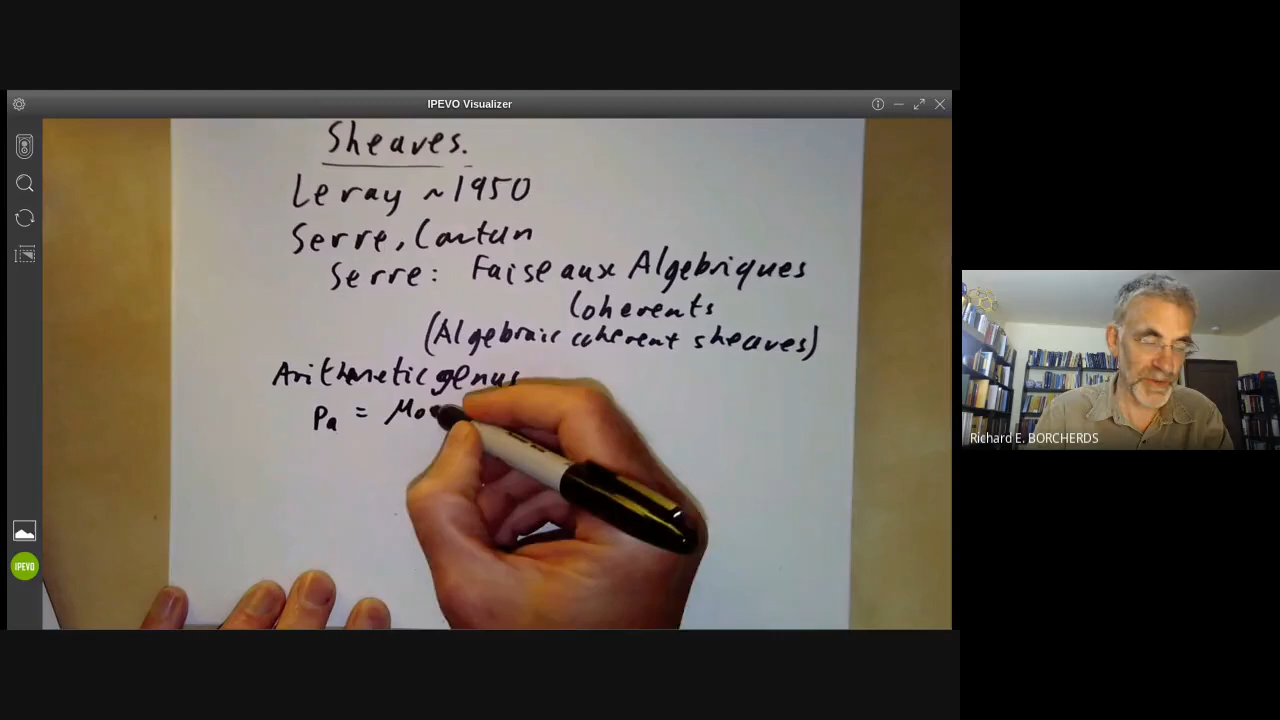 IPEVO Visualizer
Sheaves.
Leray ~1950
Serre, Cartan
Serre: Faiseaux Algebriques
Coherents
(Algebraic coherent sheaves)
Arithmetic genus
Pa =
IPEVO
Richard E. BORCHERDS